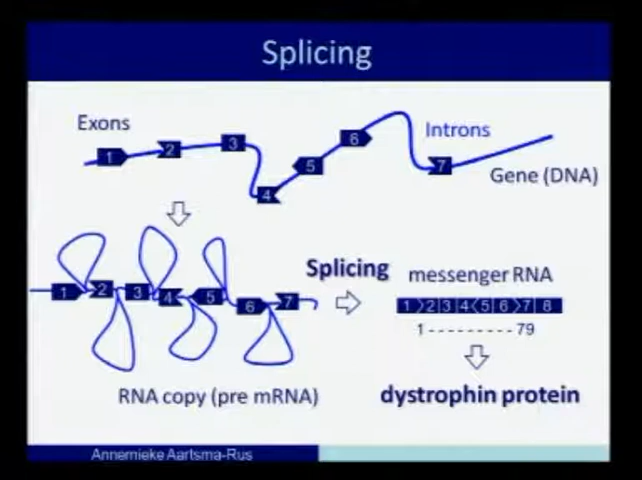 Splicing
Exons
Introns
1 2 3 4 5 6 7
Gene (DNA)
Splicing
messenger RNA
1 2 3 4 5 6 7
1 2 3 4 5 6 7 8
1---------79
RNA copy (pre mRNA)
dystrophin protein
Annemieke Aartsma-Rus